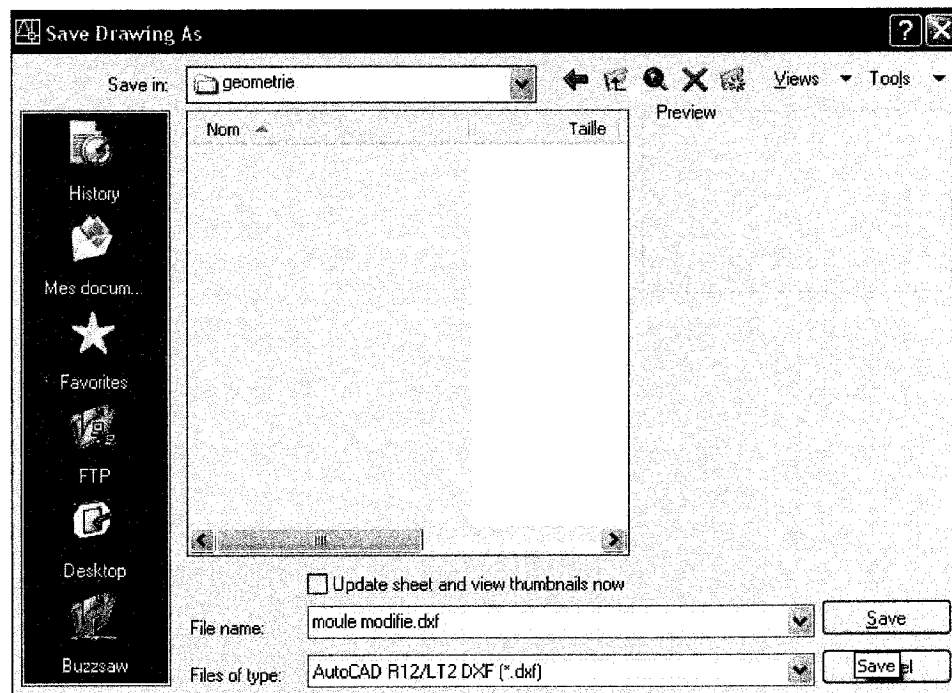 Save Drawing As
Save in: geometrie Views Tools
Nom Taille Preview
History
Mes docum...
Favorites
FTP
Desktop
Buzzsaw
Update sheet and view thumbnails now
File name: moule modifie.dxf Save
Files of type: AutoCAD R12/LT2 DXF (*.dxf) Save